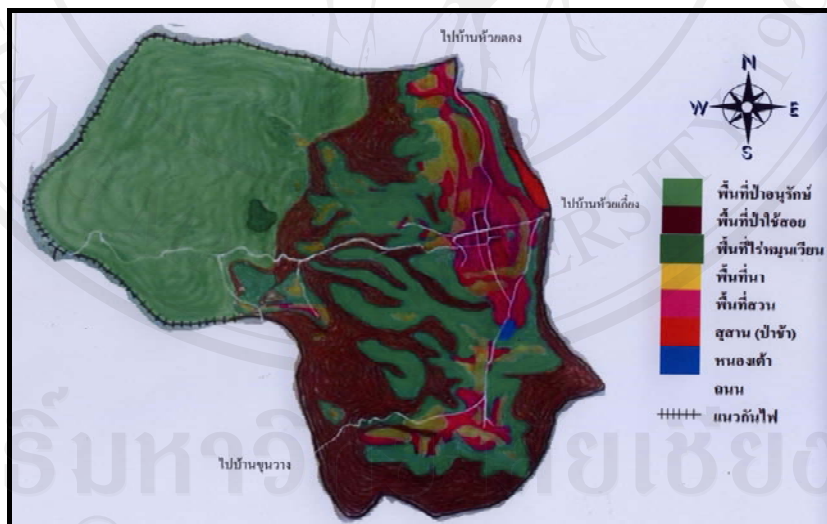 ไปบ้านห้วยตอง
N
W E
S
ไปบ้านห้วยเกี๋ยง
พื้นที่ป่าอนุรักษ์
พื้นที่ป่าใช้สอย
พื้นที่ไร่หมุนเวียน
พื้นที่นา
พื้นที่สวน
สุสาน (ป่าช้า)
หนองเต่า
ถนน
แนวกันไฟ
ไปบ้านขุนวาง